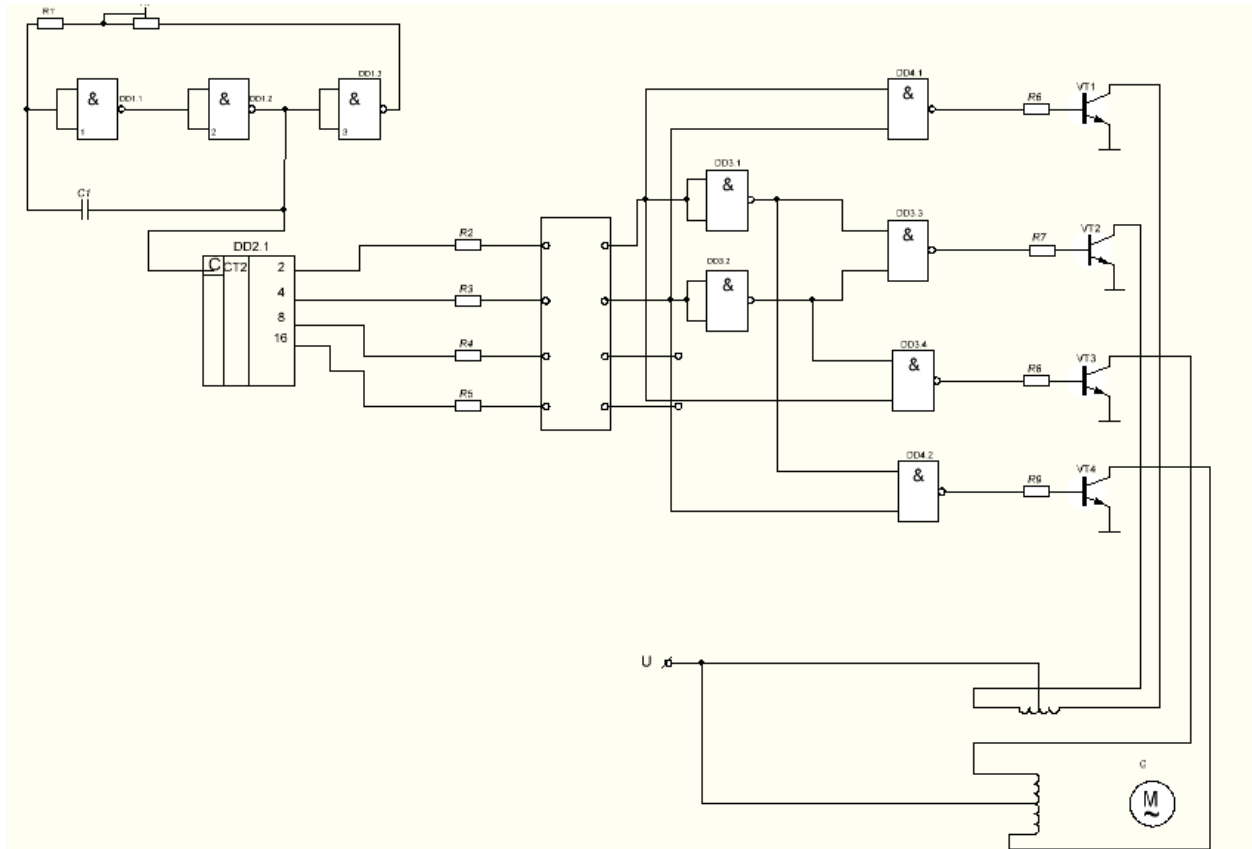 R1
DD1.3
& DD1.1 & DD1.2 &
1 2 3
C1
DD2.1
C CT2 2
4
8
16
R2
R3
R4
R5
DD3.1
&
DD3.2
&
DD4.1
&
DD3.3
&
DD3.4
&
DD4.2
&
R6
R7
R8
R9
VT1
VT2
VT3
VT4
U
M
~